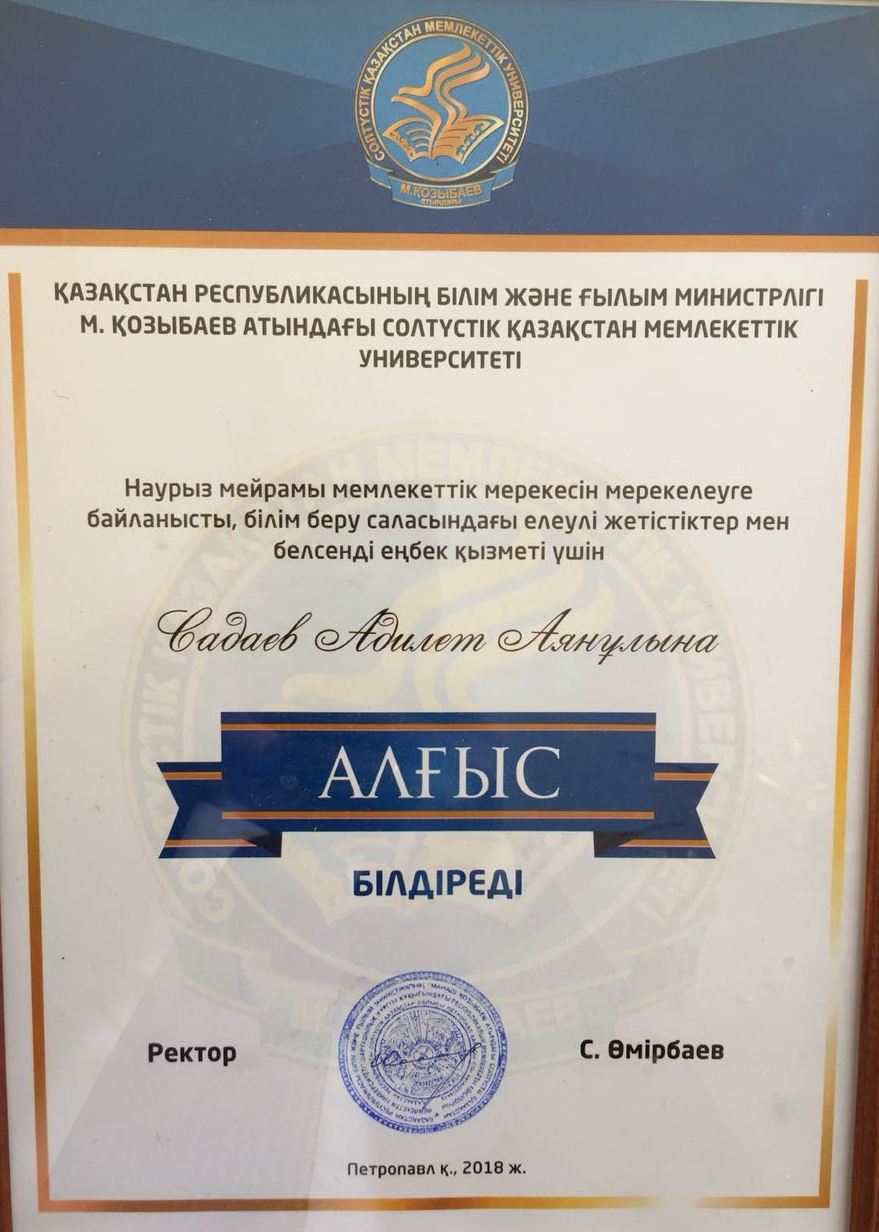 СОЛТҮСТІК ҚАЗАҚСТАН МЕМЛЕКЕТТІК УНИВЕРСИТЕТІ
М.ҚОЗЫБАЕВ
АТЫНДАҒЫ
ҚАЗАҚСТАН РЕСПУБЛИКАСЫНЫҢ БІЛІМ ЖӘНЕ ҒЫЛЫМ МИНИСТРЛІГІ
М. ҚОЗЫБАЕВ АТЫНДАҒЫ СОЛТҮСТІК ҚАЗАҚСТАН МЕМЛЕКЕТТІК
УНИВЕРСИТЕТІ
Наурыз мейрамы мемлекеттік мерекесін мерекелеуге
байланысты, білім беру саласындағы елеулі жетістіктер мен
белсенді еңбек қызметі үшін
Садаев Адилет Аянұлына
АЛҒЫС
БІЛДІРЕДІ
Ректор
С. Өмірбаев
Петропавл қ., 2018 ж.